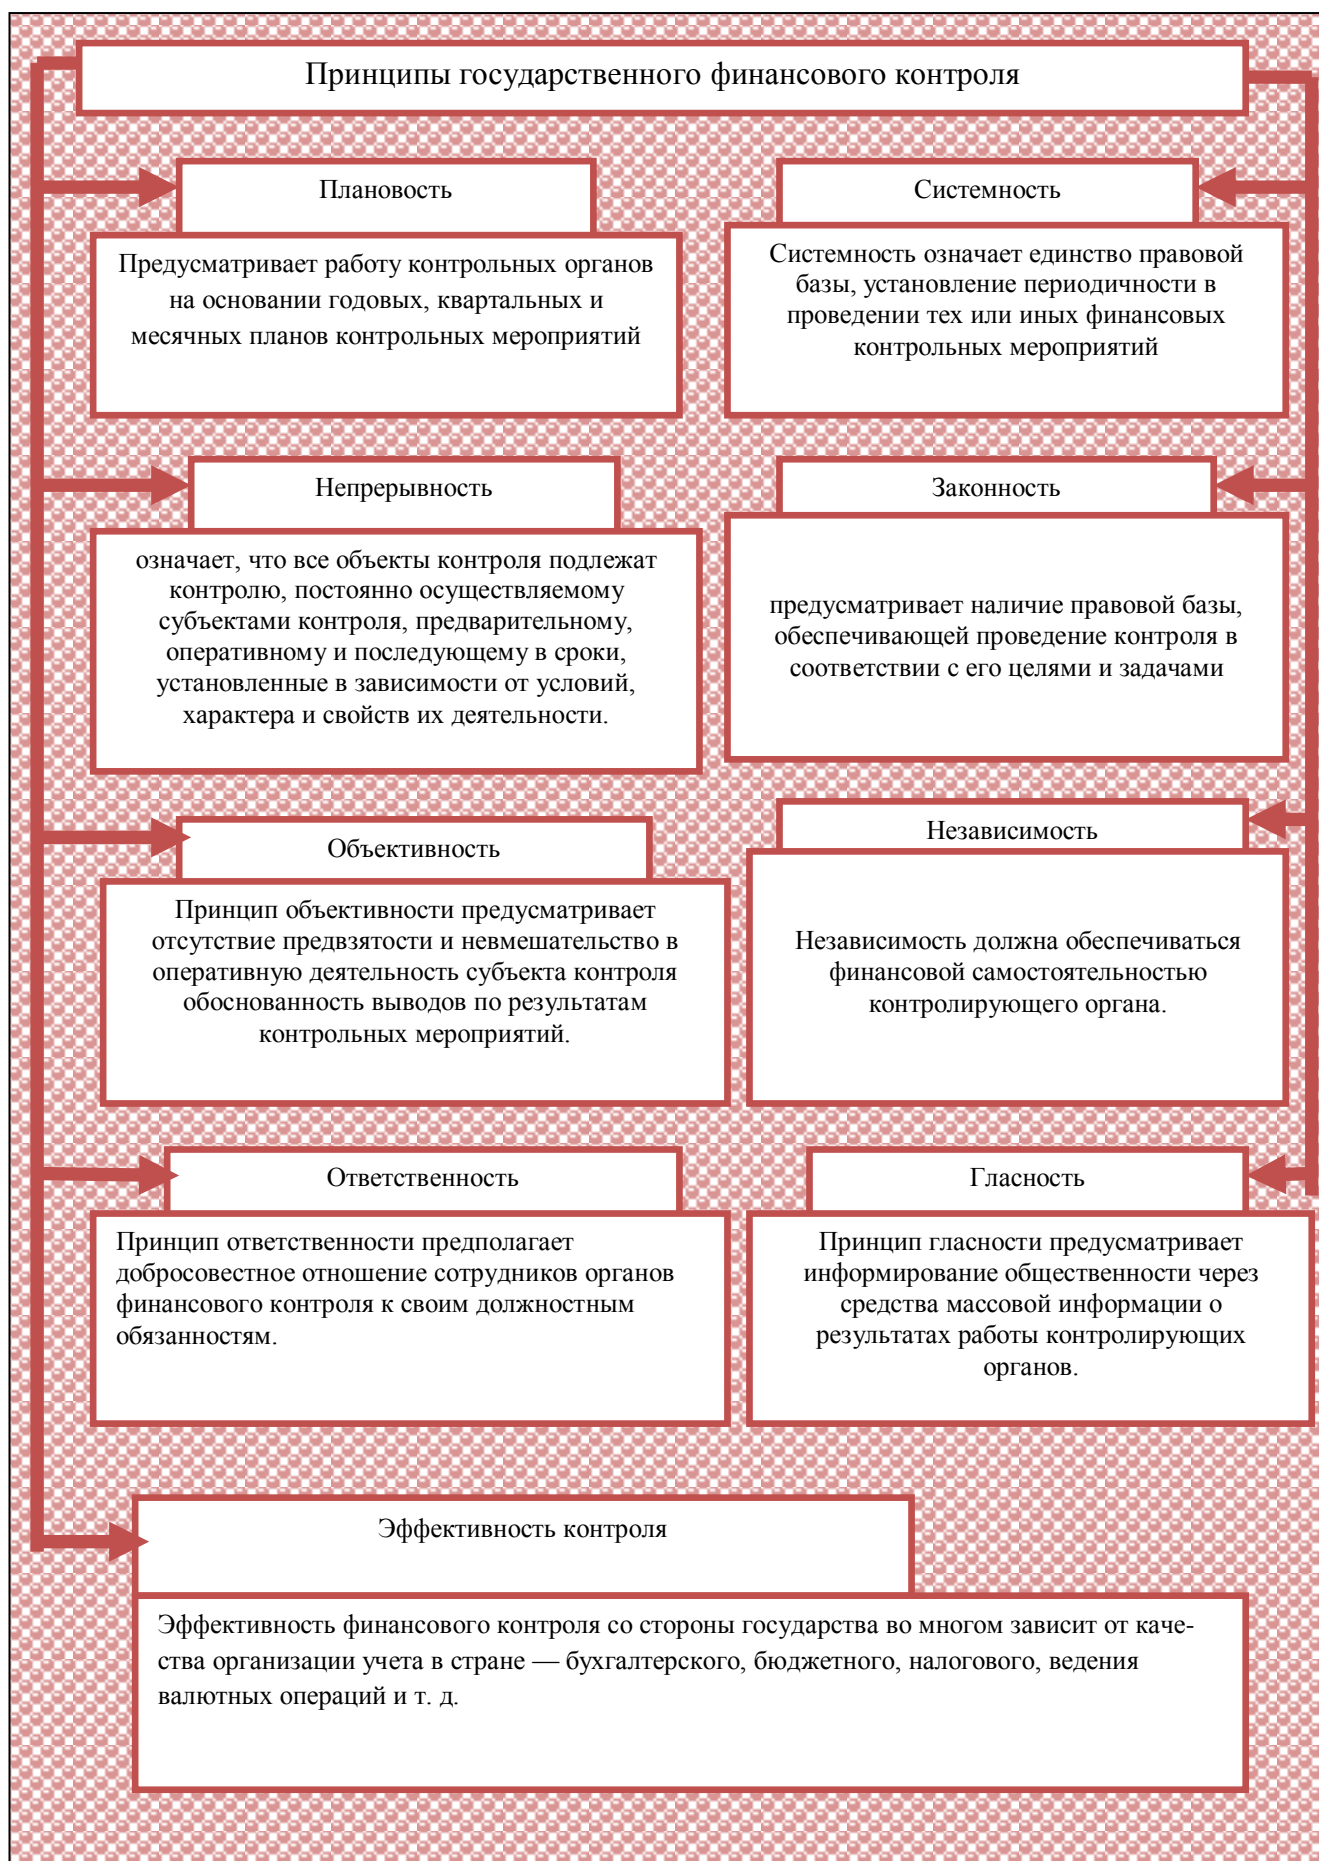 Принципы государственного финансового контроля
Плановость
Предусматривает работу контрольных органов
на основании годовых, квартальных и
месячных планов контрольных мероприятий
Системность
Системность означает единство правовой
базы, установление периодичности в
проведении тех или иных финансовых
контрольных мероприятий
Непрерывность
означает, что все объекты контроля подлежат
контролю, постоянно осуществляемому
субъектами контроля, предварительному,
оперативному и последующему в сроки,
установленные в зависимости от условий,
характера и свойств их деятельности.
Законность
предусматривает наличие правовой базы,
обеспечивающей проведение контроля в
соответствии с его целями и задачами
Объективность
Принцип объективности предусматривает
отсутствие предвзятости и невмешательство в
оперативную деятельность субъекта контроля
обоснованность выводов по результатам
контрольных мероприятий.
Независимость
Независимость должна обеспечиваться
финансовой самостоятельностью
контролирующего органа.
Ответственность
Принцип ответственности предполагает
добросовестное отношение сотрудников органов
финансового контроля к своим должностным
обязанностям.
Гласность
Принцип гласности предусматривает
информирование общественности через
средства массовой информации о
результатах работы контролирующих
органов.
Эффективность контроля
Эффективность финансового контроля со стороны государства во многом зависит от каче-
ства организации учета в стране — бухгалтерского, бюджетного, налогового, ведения
валютных операций и т. д.